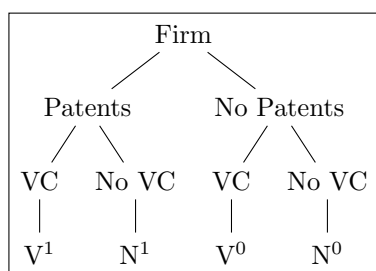 Firm
Patents No Patents
VC No VC VC No VC
V¹ N¹ V⁰ N⁰